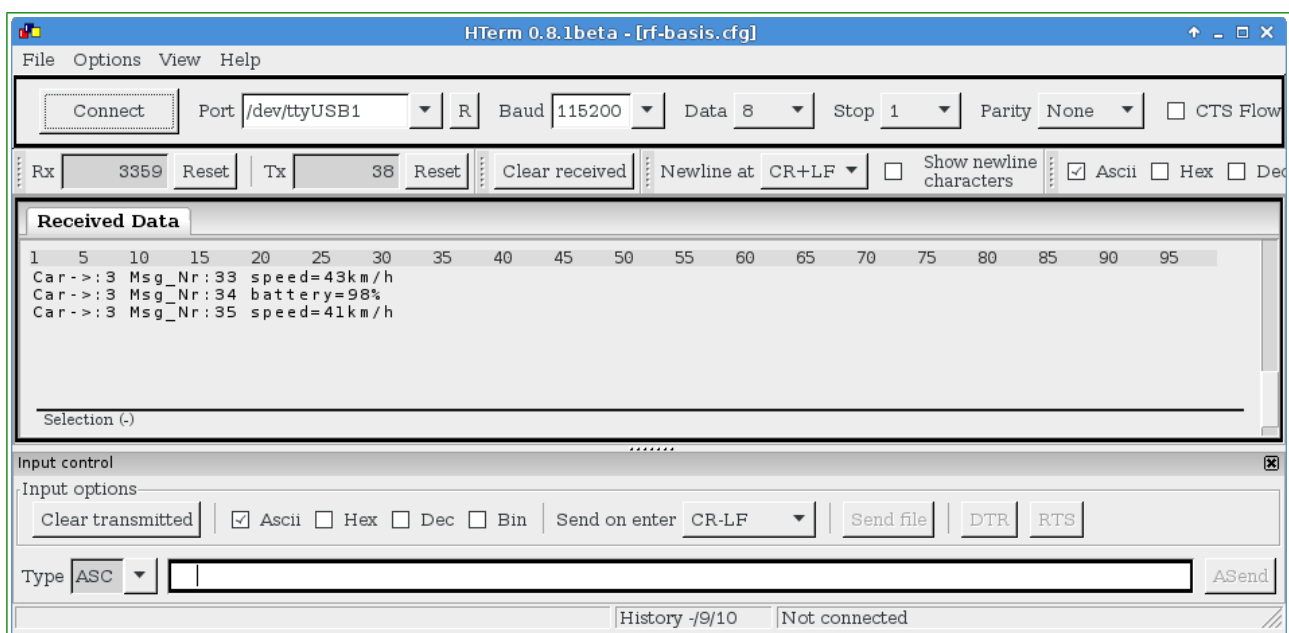 HTerm 0.8.1beta - [rf-basis.cfg]
File Options View Help
Connect Port /dev/ttyUSB1 R Baud 115200 Data 8 Stop 1 Parity None CTS Flow
Rx 3359 Reset Tx 38 Reset Clear received Newline at CR+LF Show newline characters Ascii Hex Dec
Received Data
1 5 10 15 20 25 30 35 40 45 50 55 60 65 70 75 80 85 90 95
Car->:3 Msg_Nr:33 speed=43km/h
Car->:3 Msg_Nr:34 battery=98%
Car->:3 Msg_Nr:35 speed=41km/h
Selection (-)
Input control
Input options
Clear transmitted Ascii Hex Dec Bin Send on enter CR-LF Send file DTR RTS
Type ASC ASend
History -/9/10 Not connected